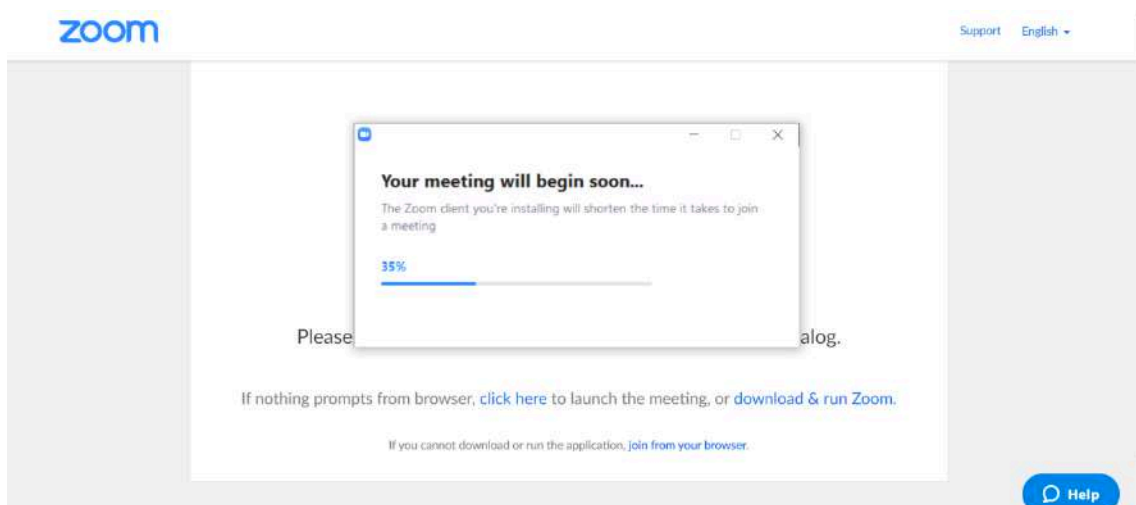 zoom
Support
English
Your meeting will begin soon...
The Zoom client you're installing will shorten the time it takes to join
a meeting
35%
Please
alog.
If nothing prompts from browser, click here to launch the meeting, or download & run Zoom.
If you cannot download or run the application, join from your browser.
Help